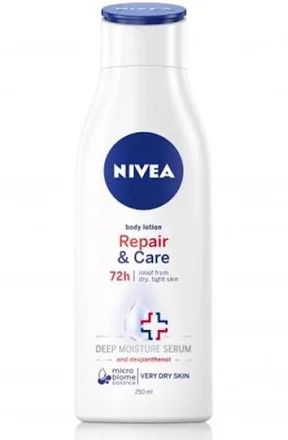 NIVEA
body lotion
Repair
& Care
72h relief from
dry, tight skin
DEEP MOISTURE SERUM
and dexpanthenol
micro
biome
balance
VERY DRY SKIN
250 ml